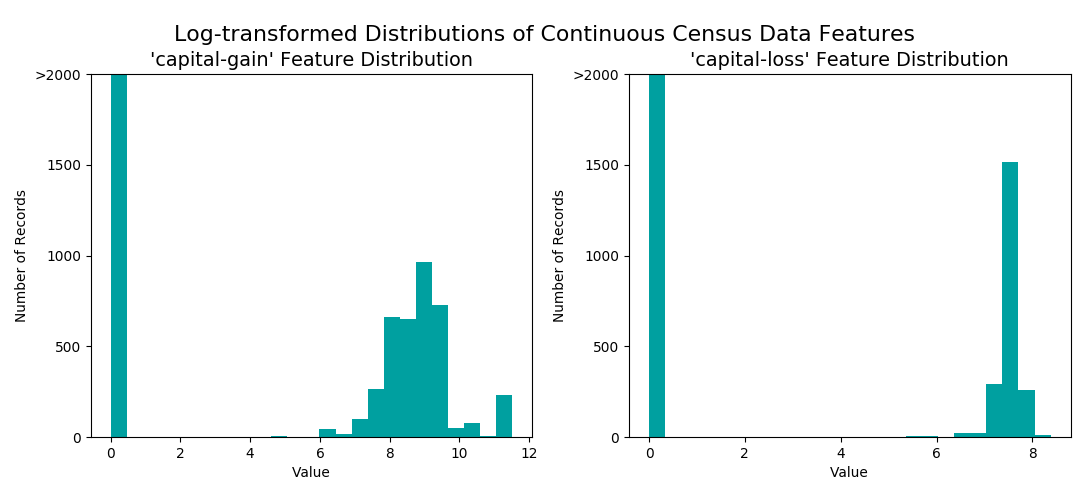 Log-transformed Distributions of Continuous Census Data Features
'capital-gain' Feature Distribution
>2000
1500
1000
500
0
Number of Records
0 2 4 6 8 10 12
Value
'capital-loss' Feature Distribution
>2000
1500
1000
500
0
Number of Records
0 2 4 6 8
Value